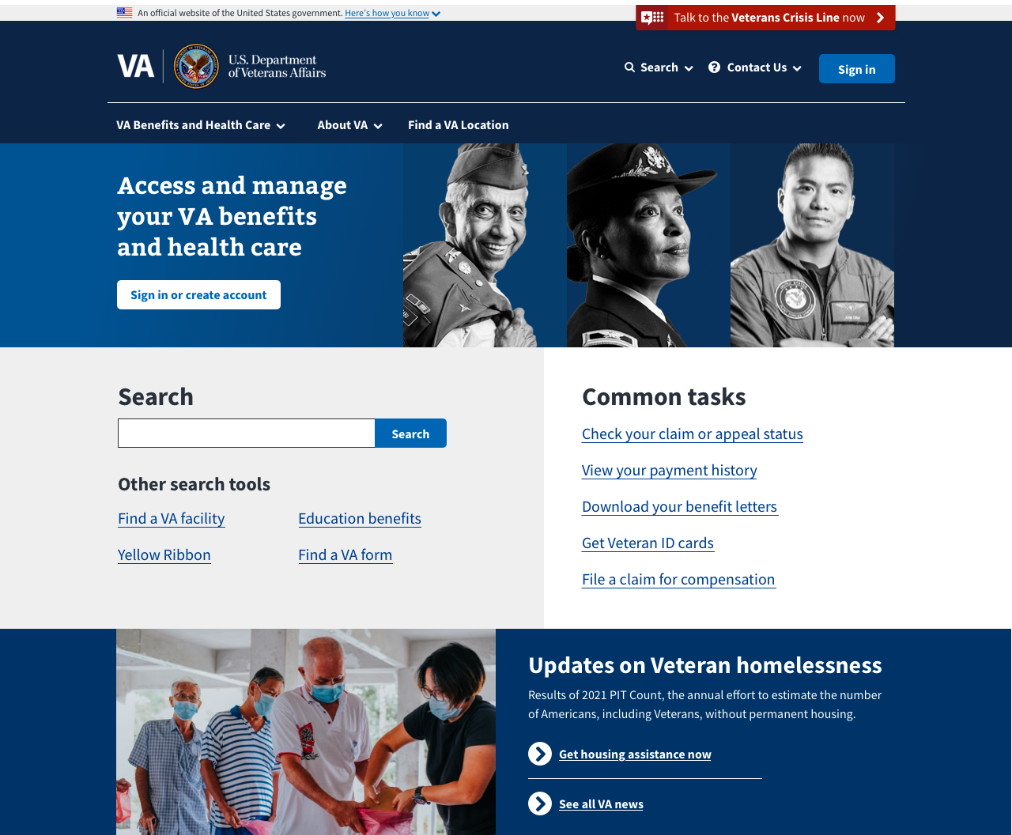 An official website of the United States government. Here's how you know
Talk to the Veterans Crisis Line now
VA
U.S. Department
of Veterans Affairs
Search
Contact Us
Sign in
VA Benefits and Health Care
About VA
Find a VA Location
Access and manage
your VA benefits
and health care
Sign in or create account
Search
Search
Other search tools
Find a VA facility
Education benefits
Yellow Ribbon
Find a VA form
Common tasks
Check your claim or appeal status
View your payment history
Download your benefit letters
Get Veteran ID cards
File a claim for compensation
Updates on Veteran homelessness
Results of 2021 PIT Count, the annual effort to estimate the number
of Americans, including Veterans, without permanent housing.
Get housing assistance now
See all VA news